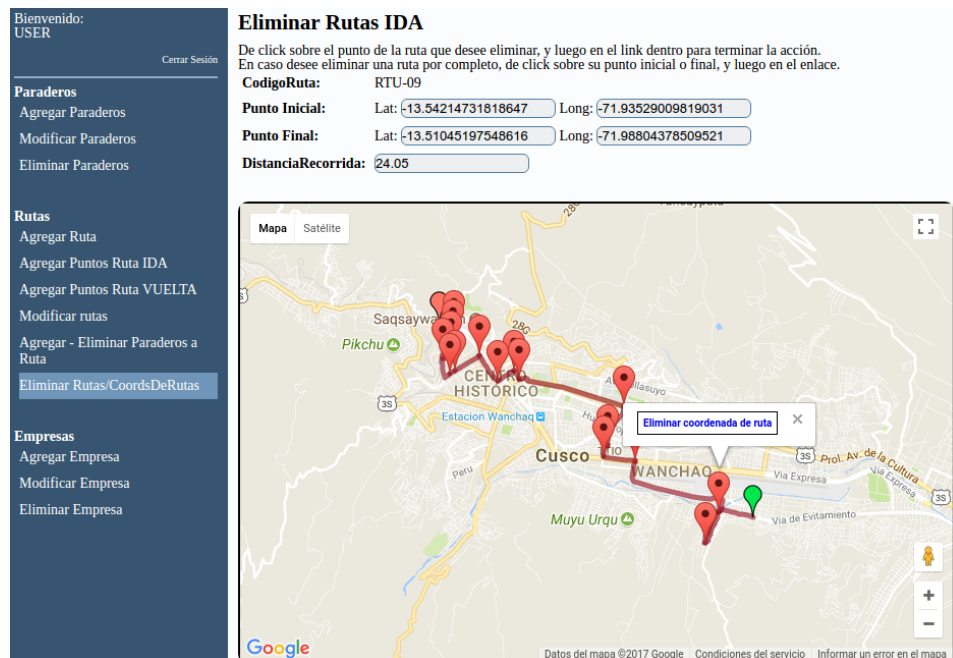 Bienvenido:
USER
Cerrar Sesión
Paraderos
Agregar Paraderos
Modificar Paraderos
Eliminar Paraderos
Rutas
Agregar Ruta
Agregar Puntos Ruta IDA
Agregar Puntos Ruta VUELTA
Modificar rutas
Agregar - Eliminar Paraderos a
Ruta
Eliminar Rutas/CoordsDeRutas
Empresas
Agregar Empresa
Modificar Empresa
Eliminar Empresa
Eliminar Rutas IDA
De click sobre el punto de la ruta que desee eliminar, y luego en el link dentro para terminar la acción.
En caso desee eliminar una ruta por completo, de click sobre su punto inicial o final, y luego en el enlace.
CodigoRuta: RTU-09
Punto Inicial: Lat: -13.54214731818647 Long: -71.93529009819031
Punto Final: Lat: -13.51045197548616 Long: -71.98804378509521
DistanciaRecorrida: 24.05
Mapa Satélite
28G
3S
Pikchu
28G
CENTRO
HISTÓRICO
3S
Estacion Wanchaq
Eliminar coordenada de ruta
Cusco
3S
Prol. Av. de la Cultura
WANCHAQ
Peru
Via Expresa
Via Expresa
3S
Muyu Urqu
Via de Evitamiento
Google
Datos del mapa ©2017 Google Condiciones del servicio Informar un error en el mapa